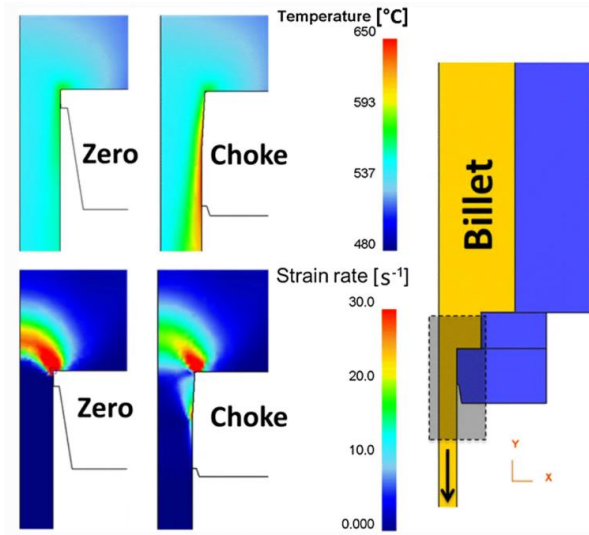 Temperature [°C]
650
593
537
480
Zero
Choke
Billet
Strain rate [s⁻¹]
30.0
20.0
10.0
0.000
Zero
Choke
Y
X